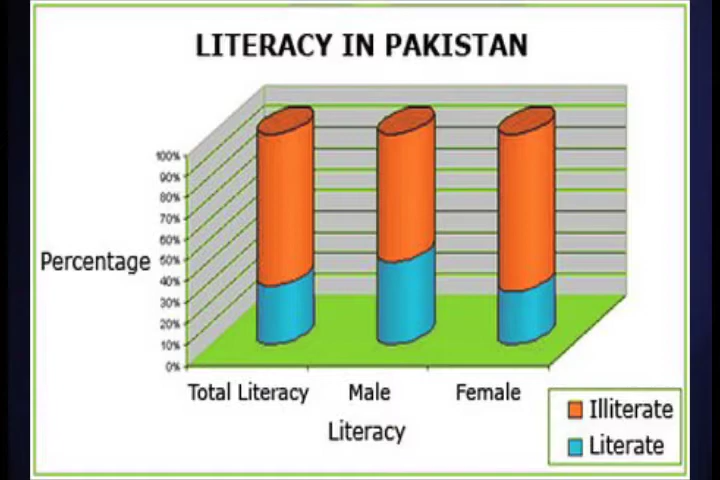 LITERACY IN PAKISTAN
100%
90%
80%
70%
60%
50%
40%
30%
20%
10%
0%
Percentage
Total Literacy Male Female
Literacy
Illiterate
Literate